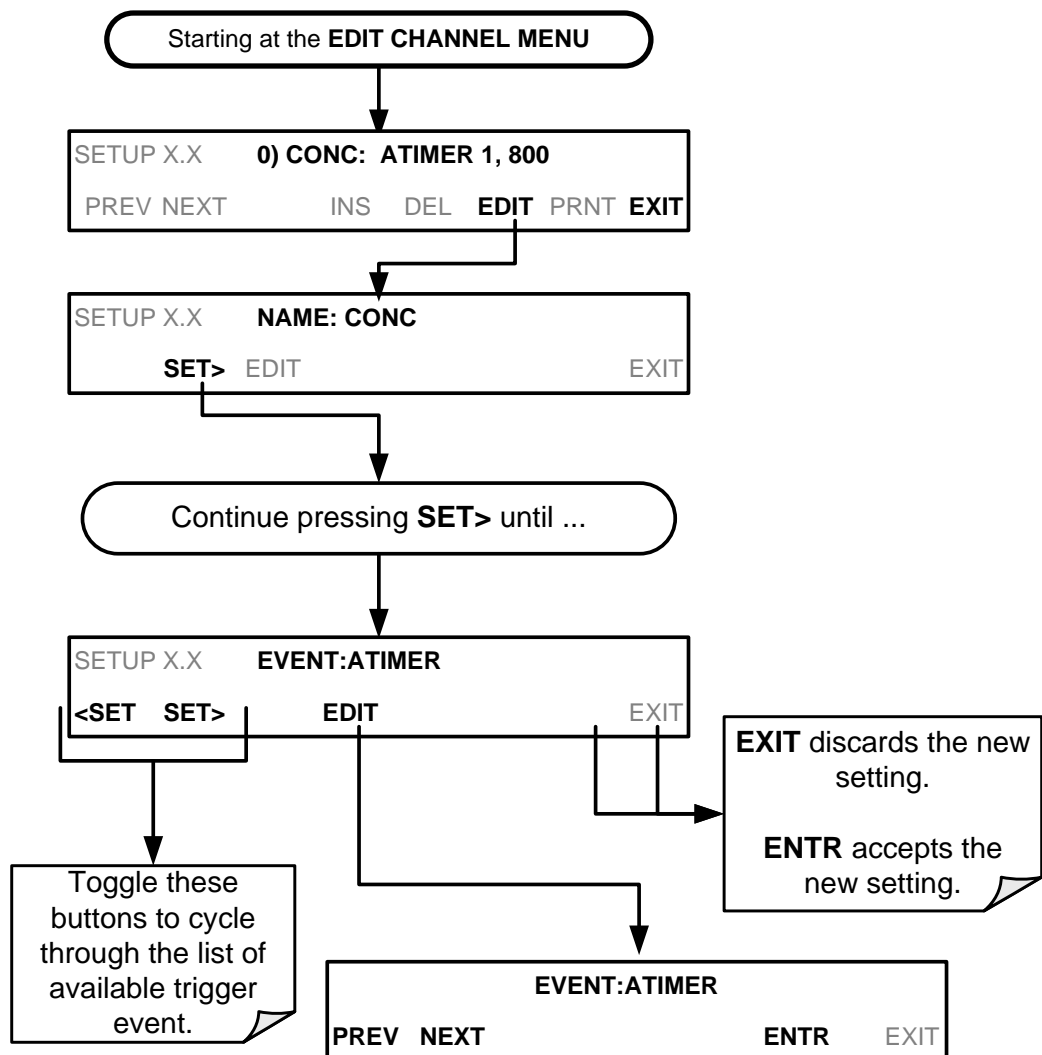 Starting at the EDIT CHANNEL MENU
SETUP X.X 0) CONC: ATIMER 1, 800
PREV NEXT INS DEL EDIT PRNT EXIT
SETUP X.X NAME: CONC
SET> EDIT EXIT
Continue pressing SET> until ...
SETUP X.X EVENT:ATIMER
<SET SET> EDIT EXIT
EXIT discards the new
setting.
ENTR accepts the
new setting.
Toggle these
buttons to cycle
through the list of
available trigger
event.
EVENT:ATIMER
PREV NEXT ENTR EXIT